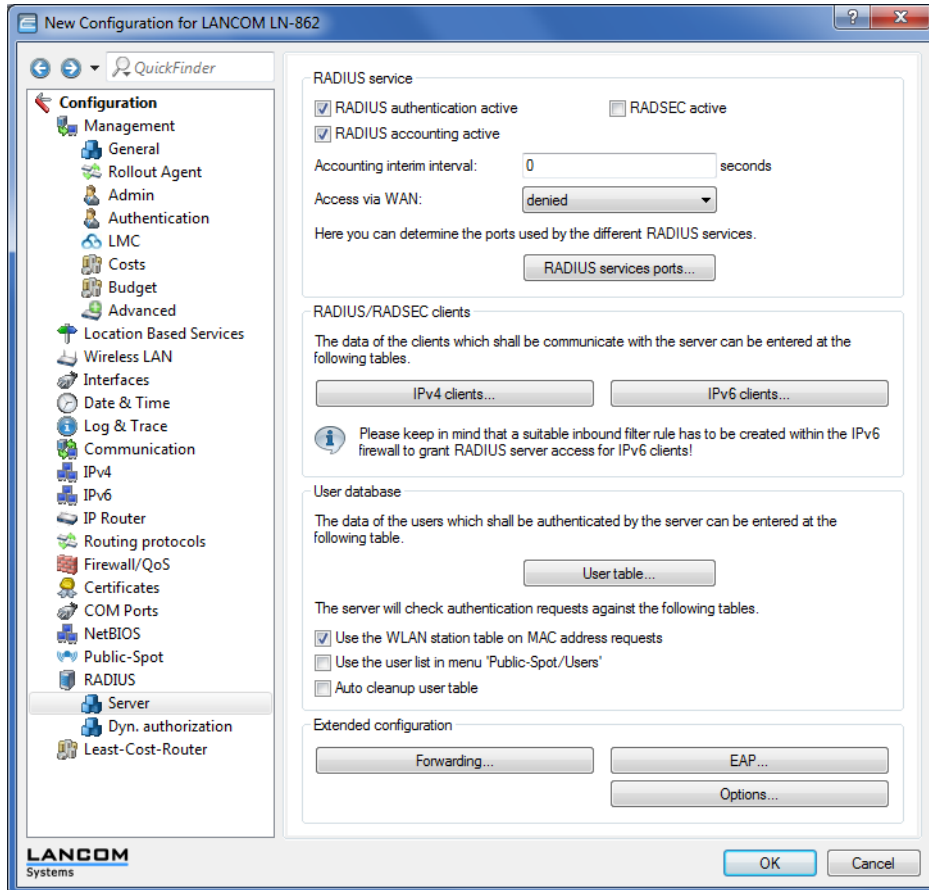 New Configuration for LANCOM LN-862
QuickFinder
Configuration
Management
General
Rollout Agent
Admin
Authentication
LMC
Costs
Budget
Advanced
Location Based Services
Wireless LAN
Interfaces
Date & Time
Log & Trace
Communication
IPv4
IPv6
IP Router
Routing protocols
Firewall/QoS
Certificates
COM Ports
NetBIOS
Public-Spot
RADIUS
Server
Dyn. authorization
Least-Cost-Router
RADIUS service
RADIUS authentication active
RADSEC active
RADIUS accounting active
Accounting interim interval: 0 seconds
Access via WAN: denied
Here you can determine the ports used by the different RADIUS services.
RADIUS services ports...
RADIUS/RADSEC clients
The data of the clients which shall be communicate with the server can be entered at the
following tables.
IPv4 clients...
IPv6 clients...
Please keep in mind that a suitable inbound filter rule has to be created within the IPv6
firewall to grant RADIUS server access for IPv6 clients!
User database
The data of the users which shall be authenticated by the server can be entered at the
following table.
User table...
The server will check authentication requests against the following tables.
Use the WLAN station table on MAC address requests
Use the user list in menu 'Public-Spot/Users'
Auto cleanup user table
Extended configuration
Forwarding...
EAP...
Options...
LANCOM
Systems
OK
Cancel